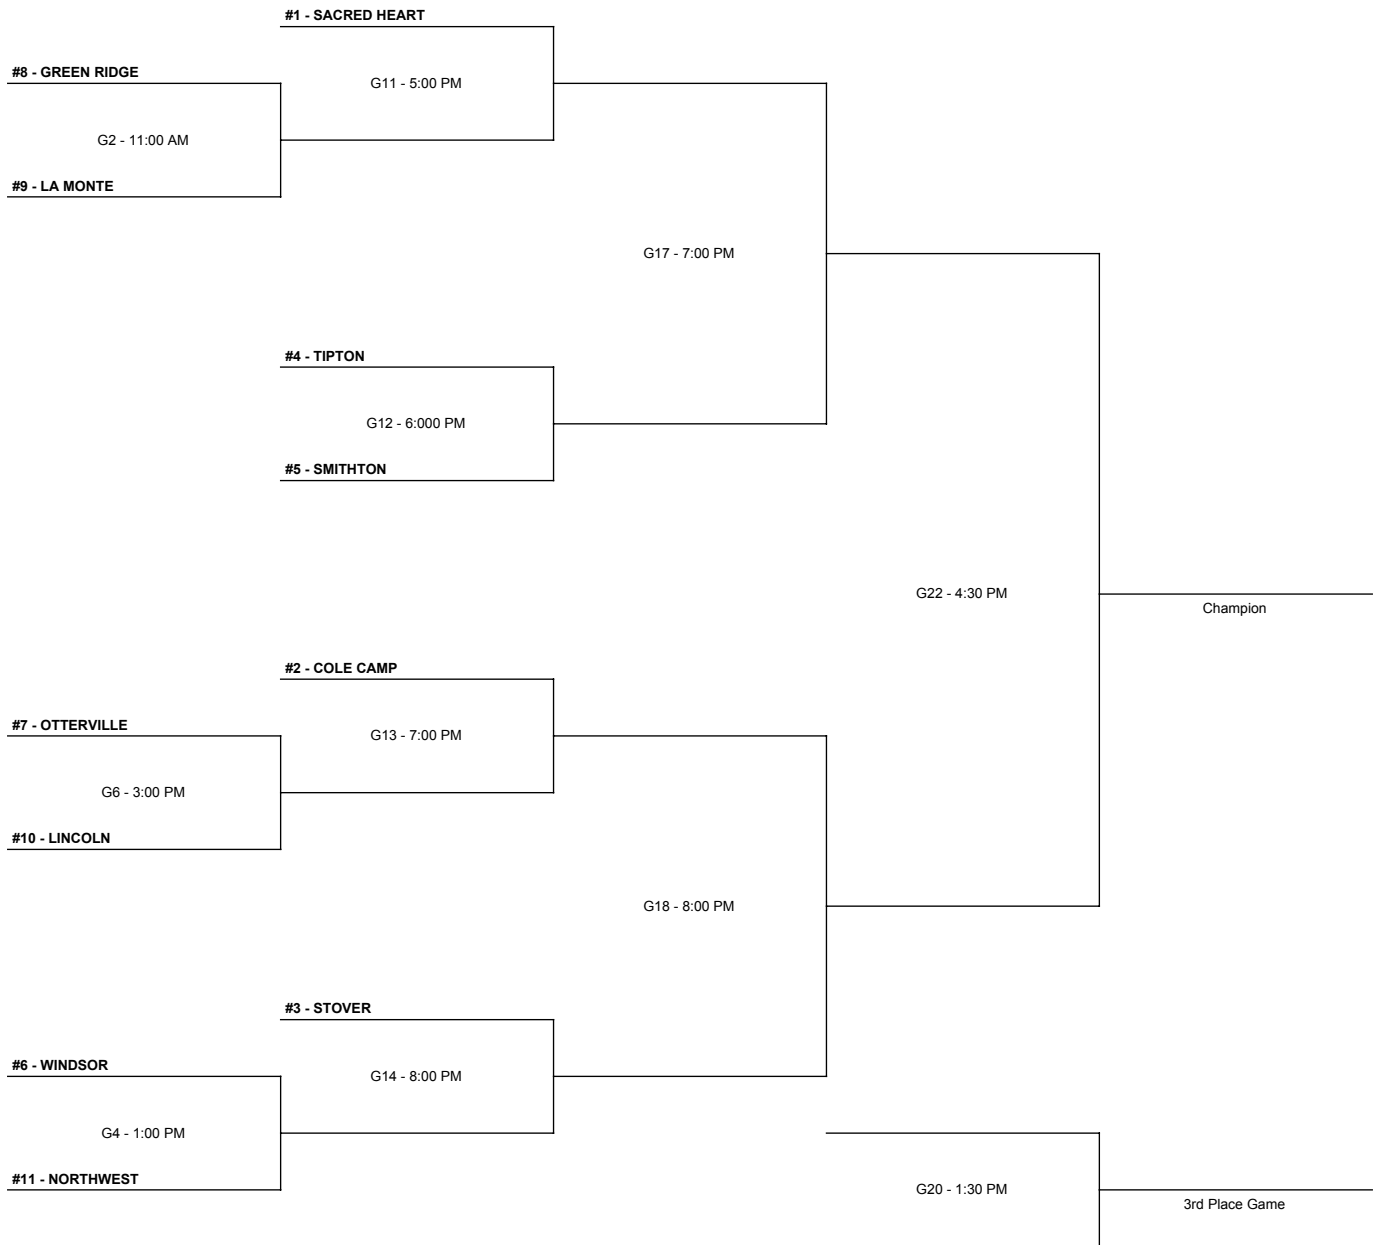 #1 - SACRED HEART
#8 - GREEN RIDGE
G11 - 5:00 PM
G2 - 11:00 AM
#9 - LA MONTE
G17 - 7:00 PM
#4 - TIPTON
G12 - 6:000 PM
#5 - SMITHTON
G22 - 4:30 PM
Champion
#2 - COLE CAMP
#7 - OTTERVILLE
G13 - 7:00 PM
G6 - 3:00 PM
#10 - LINCOLN
G18 - 8:00 PM
#3 - STOVER
#6 - WINDSOR
G14 - 8:00 PM
G4 - 1:00 PM
#11 - NORTHWEST
G20 - 1:30 PM
3rd Place Game